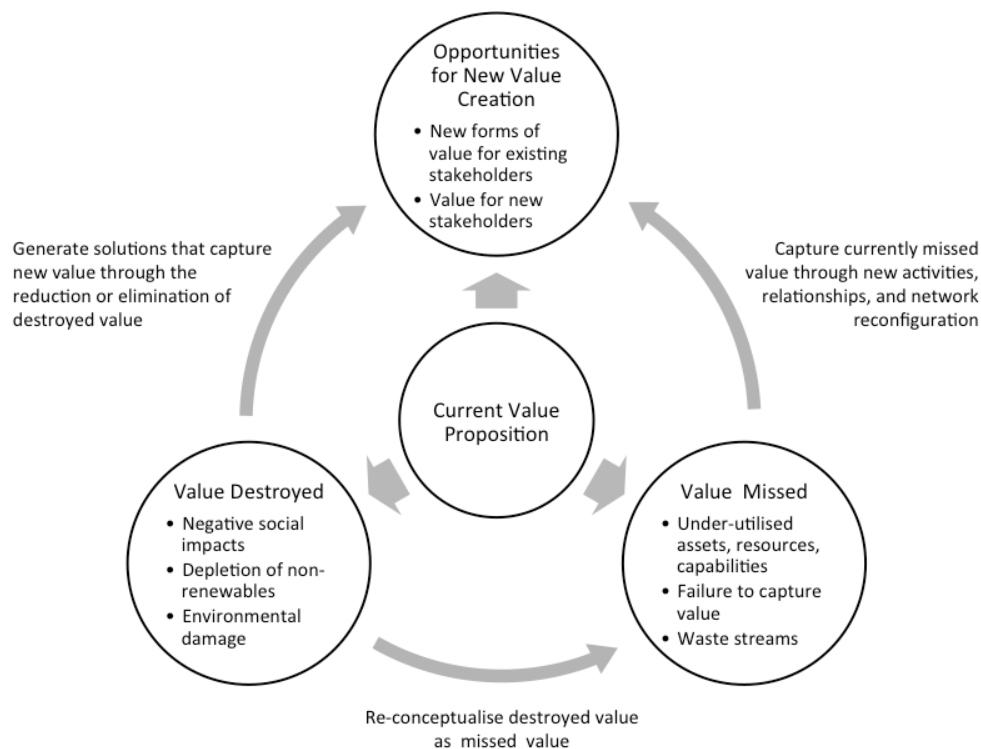 Opportunities
for New Value
Creation
• New forms of
value for existing
stakeholders
• Value for new
stakeholders
Generate solutions that capture
new value through the
reduction or elimination of
destroyed value
Capture currently missed
value through new activities,
relationships, and network
reconfiguration
Current Value
Proposition
Value Destroyed
• Negative social
impacts
• Depletion of non-
renewables
• Environmental
damage
Value Missed
• Under-utilised
assets, resources,
capabilities
• Failure to capture
value
• Waste streams
Re-conceptualise destroyed value
as missed value